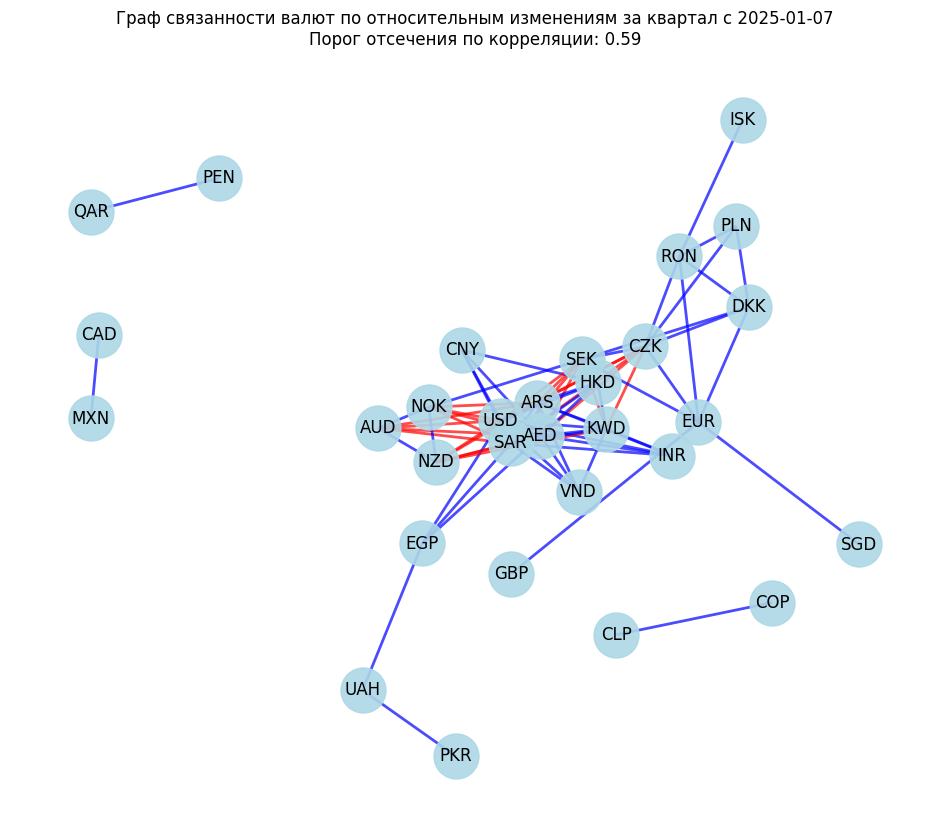 Граф связанности валют по относительным изменениям за квартал с 2025-01-07
Порог отсечения по корреляции: 0.59
ISK
PEN
QAR
PLN
RON
DKK
CAD
CNY
SEK
CZK
HKD
ARS
NOK
MXN
AUD
USD
KWD
EUR
SAR
AED
NZD
INR
VND
EGP
GBP
SGD
COP
CLP
UAH
PKR